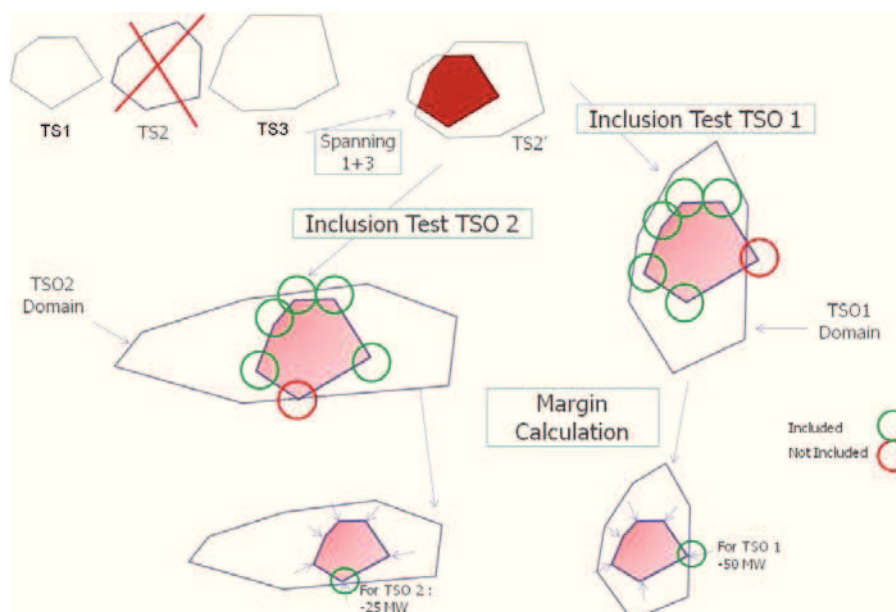 TS1
TS2
TS3
Spanning
1+3
TS2'
Inclusion Test TSO 1
Inclusion Test TSO 2
TSO2
Domain
TSO1
Domain
Margin
Calculation
Included
Not Included
For TSO 2 :
-25 MW
For TSO 1
-50 MW